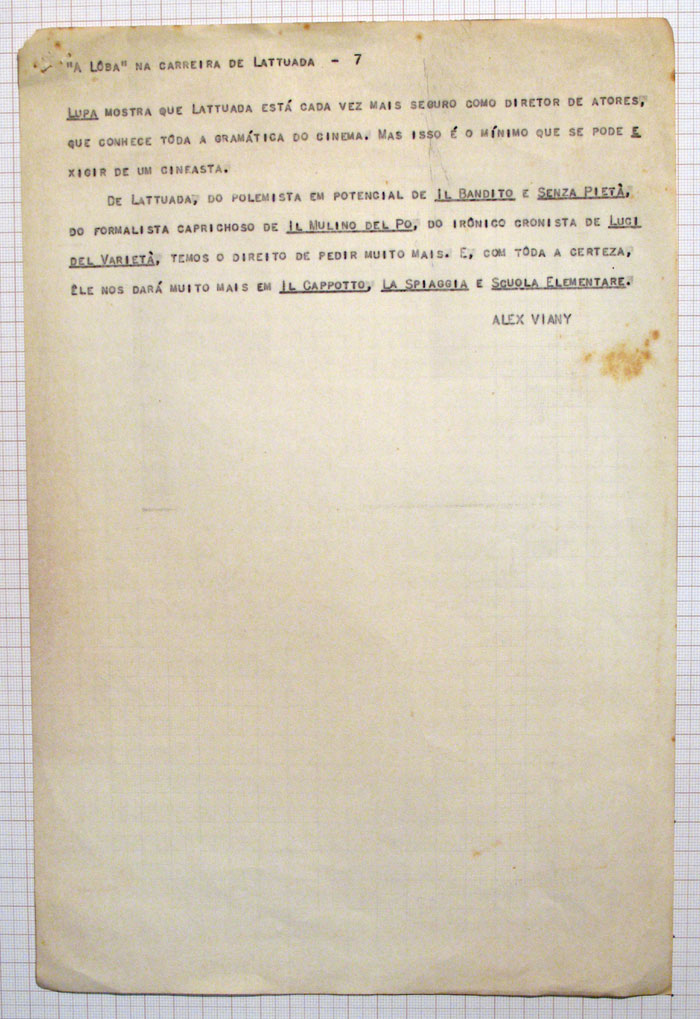 "A LÔBA" NA CARREIRA DE LATTUADA - 7
LUPA MOSTRA QUE LATTUADA ESTÁ CADA VEZ MAIS SEGURO COMO DIRETOR DE ATORES,
QUE CONHECE TÔDA A GRAMÁTICA DO CINEMA. MAS ISSO É O MÍNIMO QUE SE PODE E
XIGIR DE UM CINEASTA.
DE LATTUADA, DO POLEMISTA EM POTENCIAL DE IL BANDITO E SENZA PIETÀ,
DO FORMALISTA CAPRICHOSO DE IL MULINO DEL PO, DO IRÔNICO CRONISTA DE LUCI
DEL VARIETÀ, TEMOS O DIREITO DE PEDIR MUITO MAIS. E, COM TÔDA A CERTEZA,
ÊLE NOS DARÁ MUITO MAIS EM IL CAPPOTTO, LA SPIAGGIA E SCUOLA ELEMENTARE.
ALEX VIANY